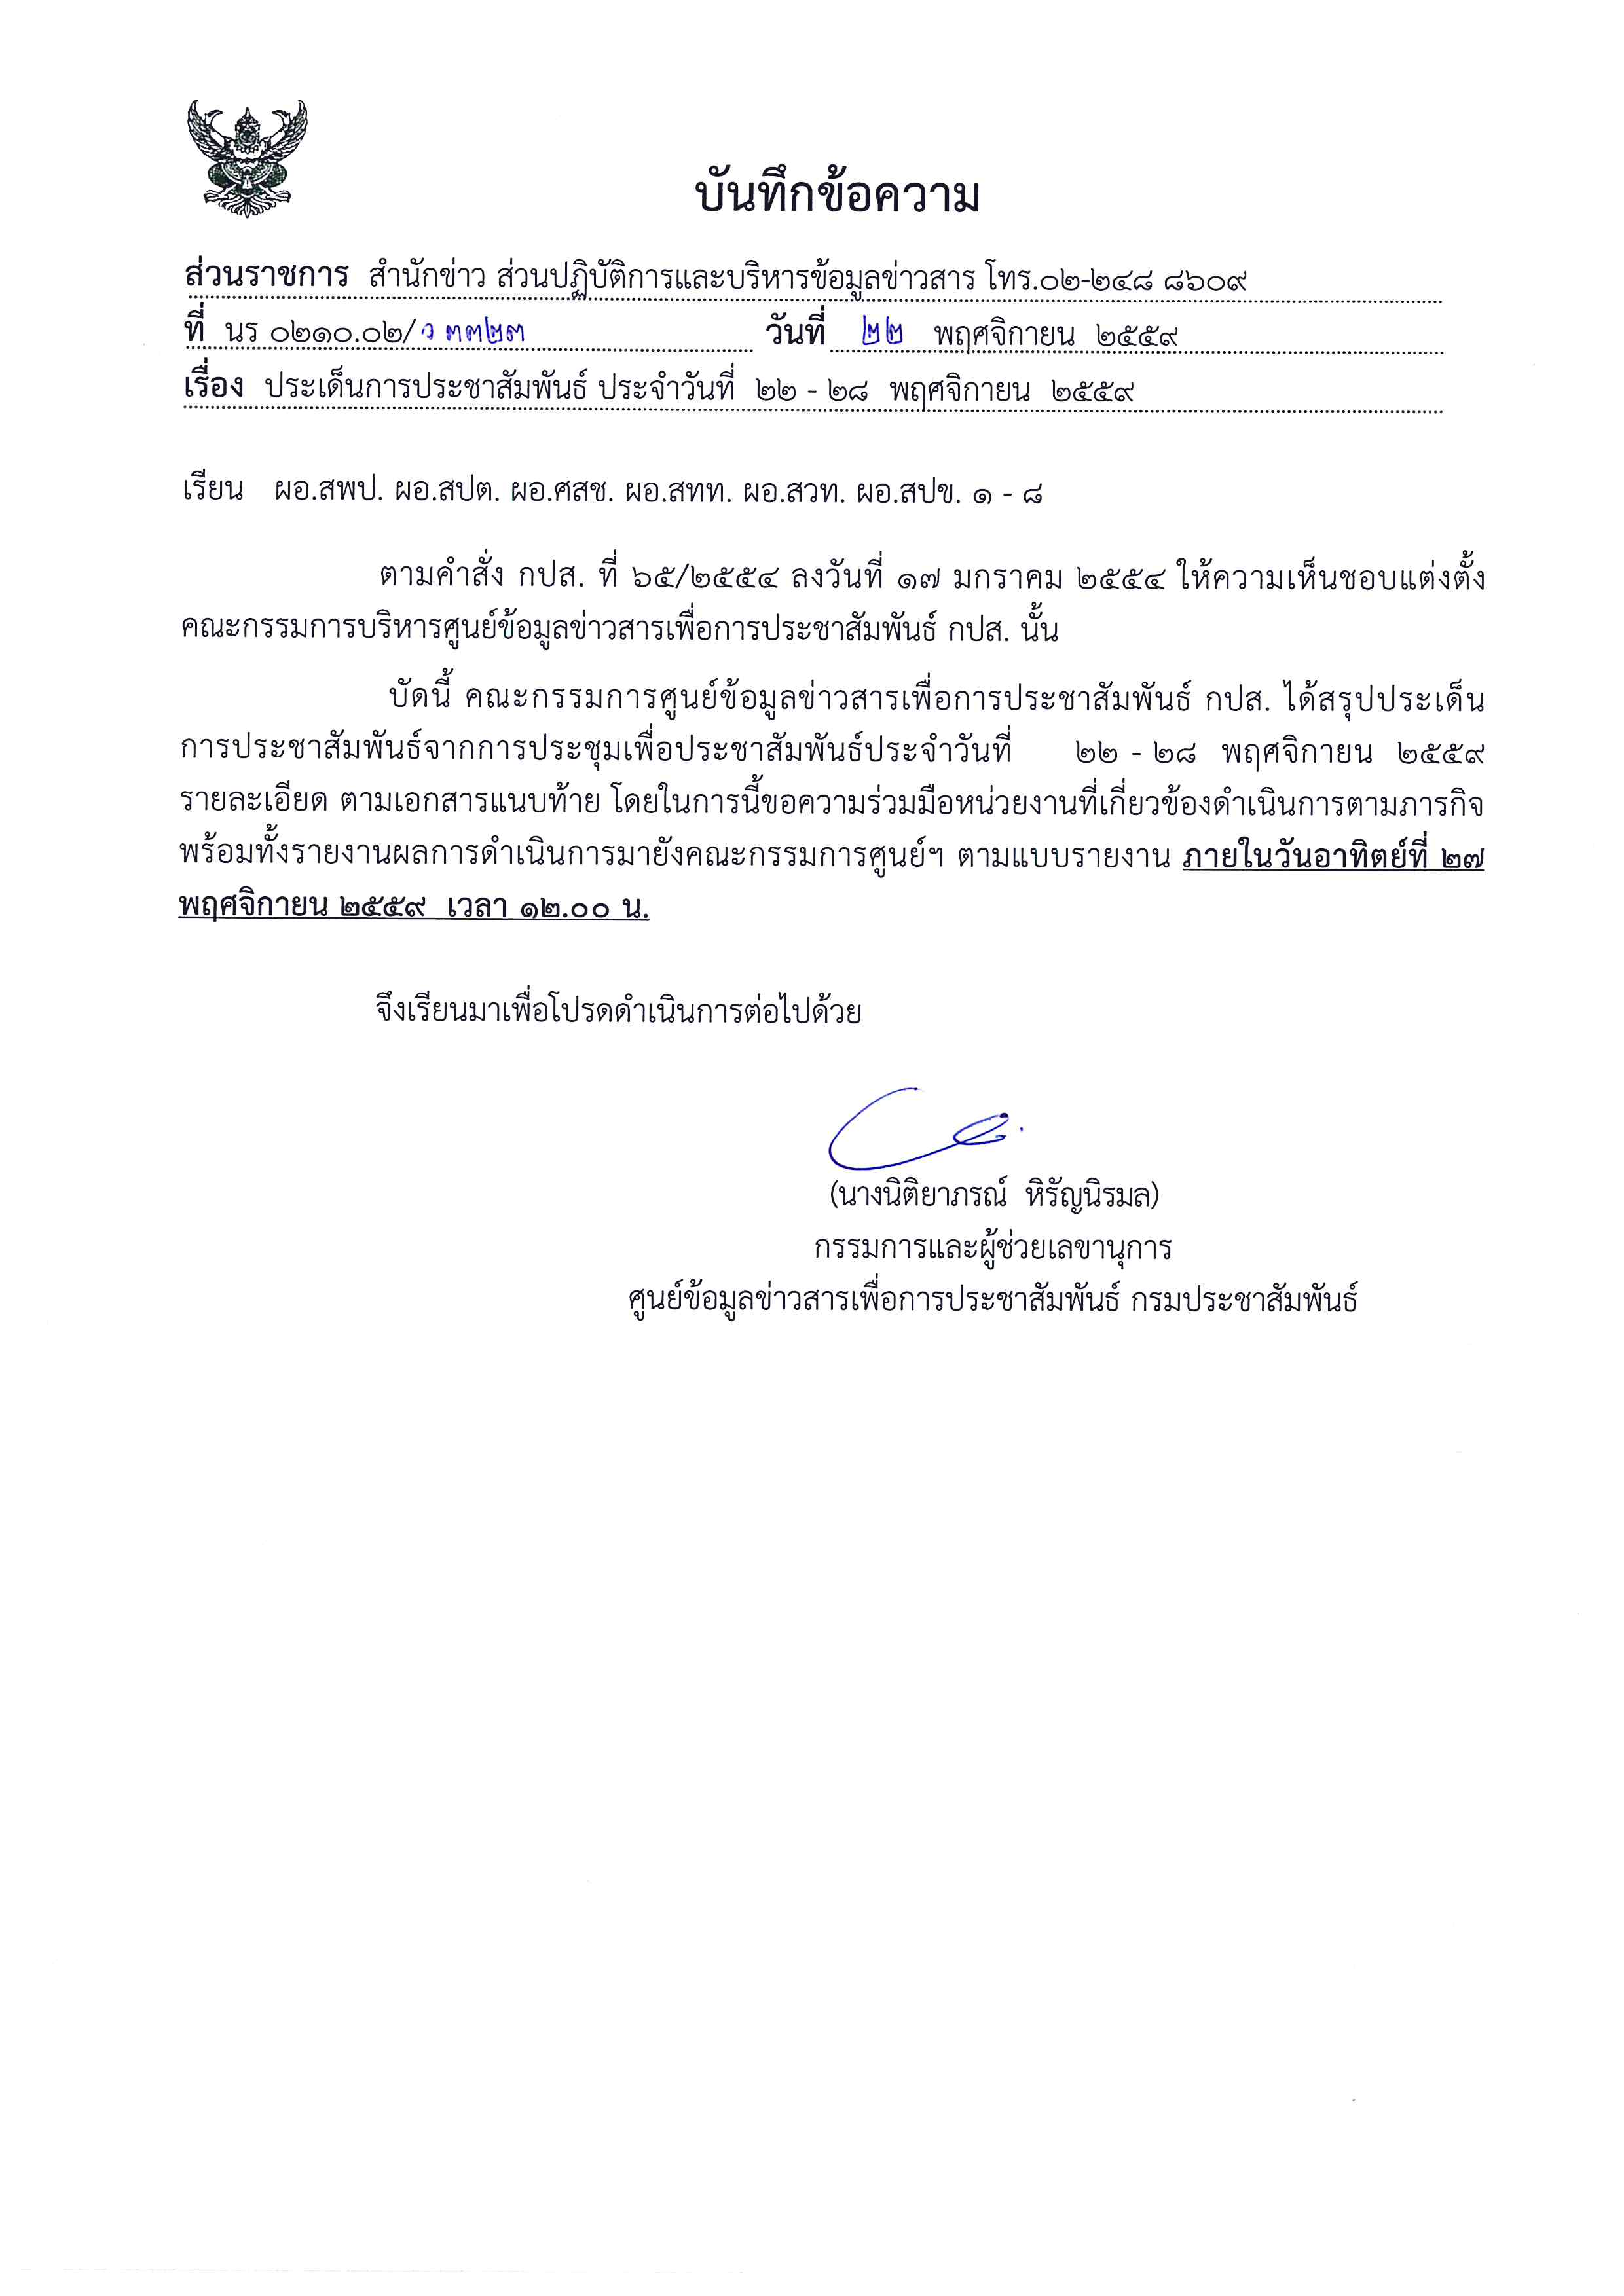 บันทึกข้อความ
ส่วนราชการ สำนักข่าว ส่วนปฏิบัติการและบริหารข้อมูลข่าวสาร โทร.๐๒-๒๔๘ ๘๖๐๙
ที่ นร ๐๒๑๐.๐๒/ว ๓๓๒๓ วันที่ ๒๒ พฤศจิกายน ๒๕๕๙
เรื่อง ประเด็นการประชาสัมพันธ์ ประจำวันที่ ๒๒ - ๒๘ พฤศจิกายน ๒๕๕๙
เรียน ผอ.สพป. ผอ.สปต. ผอ.ศสช. ผอ.สทท. ผอ.สวท. ผอ.สปข. ๑ - ๘
ตามคำสั่ง กปส. ที่ ๖๕/๒๕๕๔ ลงวันที่ ๑๗ มกราคม ๒๕๕๔ ให้ความเห็นชอบแต่งตั้ง
คณะกรรมการบริหารศูนย์ข้อมูลข่าวสารเพื่อการประชาสัมพันธ์ กปส. นั้น
บัดนี้ คณะกรรมการศูนย์ข้อมูลข่าวสารเพื่อการประชาสัมพันธ์ กปส. ได้สรุปประเด็น
การประชาสัมพันธ์จากการประชุมเพื่อประชาสัมพันธ์ประจำวันที่ ๒๒ - ๒๘ พฤศจิกายน ๒๕๕๙
รายละเอียด ตามเอกสารแนบท้าย โดยในการนี้ขอความร่วมมือหน่วยงานที่เกี่ยวข้องดำเนินการตามภารกิจ
พร้อมทั้งรายงานผลการดำเนินการมายังคณะกรรมการศูนย์ฯ ตามแบบรายงาน ภายในวันอาทิตย์ที่ ๒๗
พฤศจิกายน ๒๕๕๙ เวลา ๑๒.๐๐ น.
จึงเรียนมาเพื่อโปรดดำเนินการต่อไปด้วย
(นางนิติยาภรณ์ หิรัญนิรมล)
กรรมการและผู้ช่วยเลขานุการ
ศูนย์ข้อมูลข่าวสารเพื่อการประชาสัมพันธ์ กรมประชาสัมพันธ์